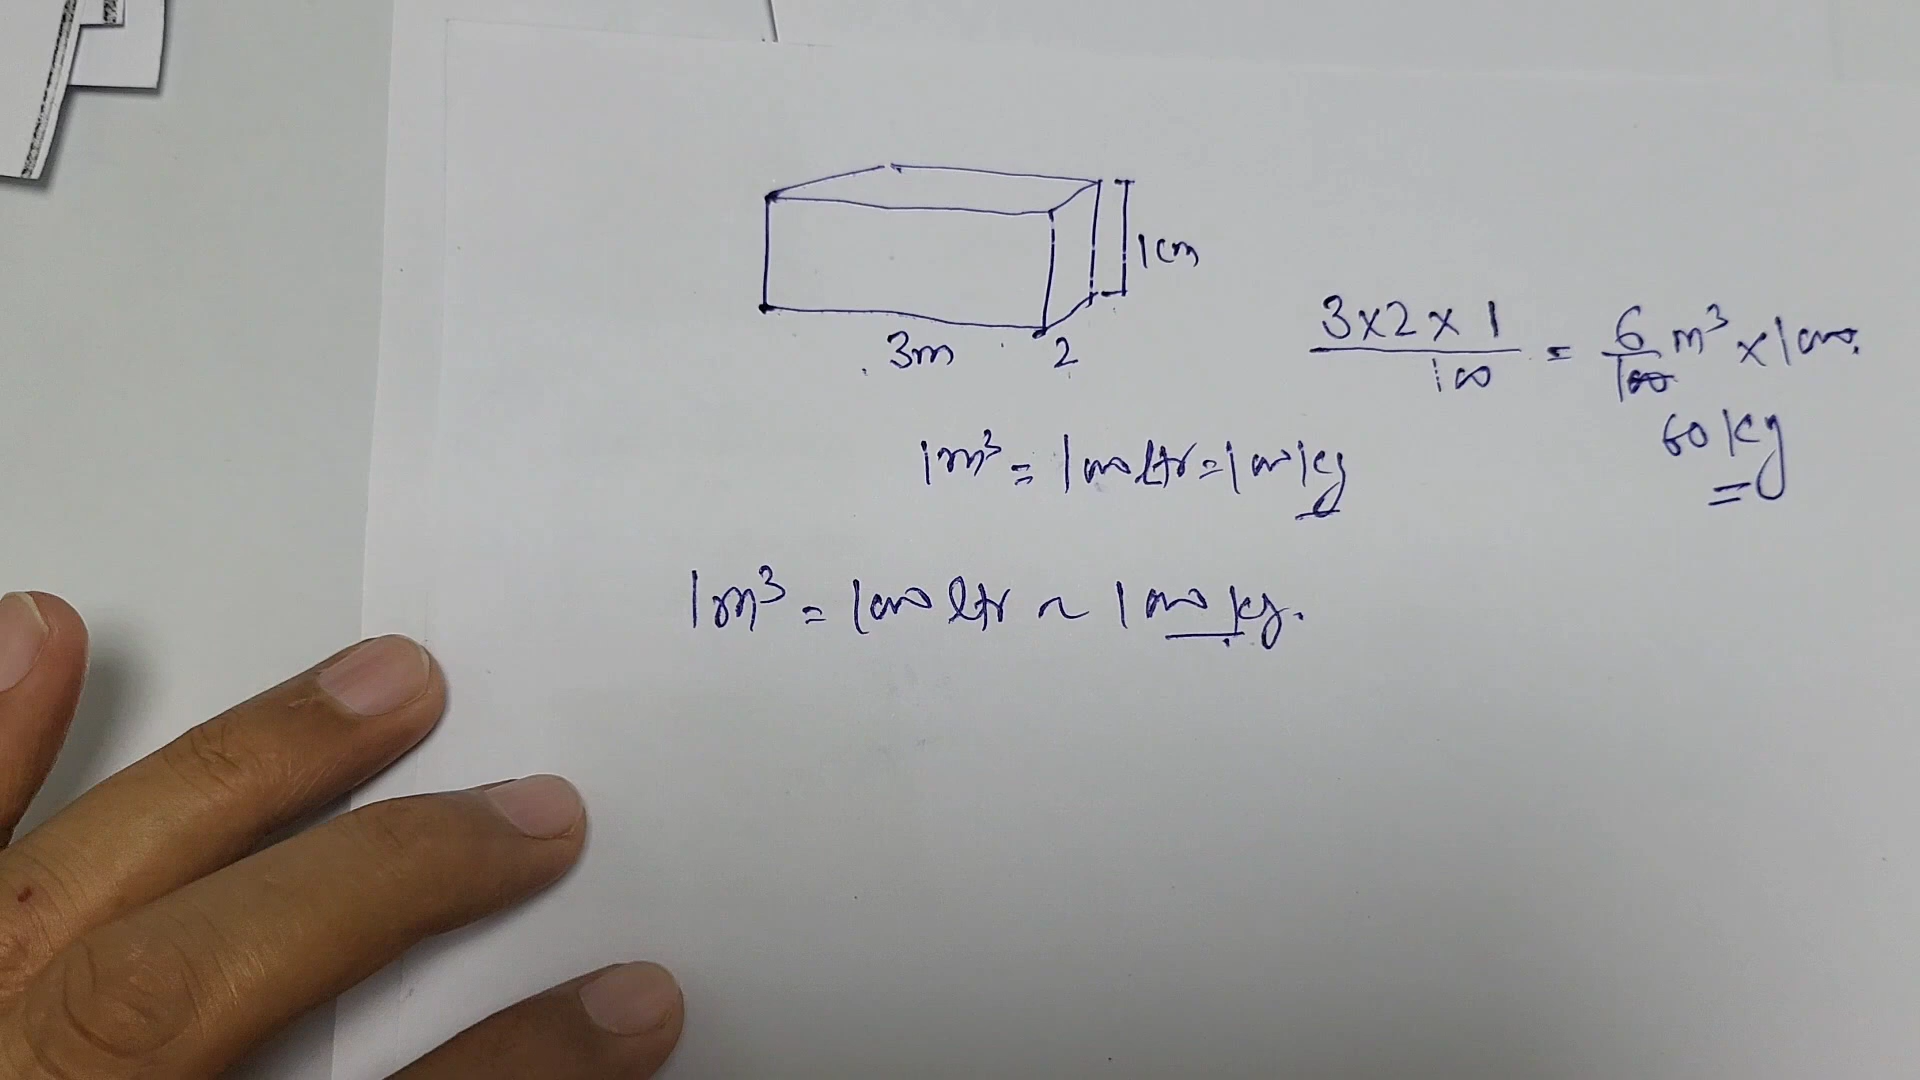 1cm
3m 2
3x2x1/100 = 6/100 m³ x 1000.
60 kg
1m³ = 1000 ltr = 1000 kg
1m³ = 1000 ltr ~ 1000 kg.